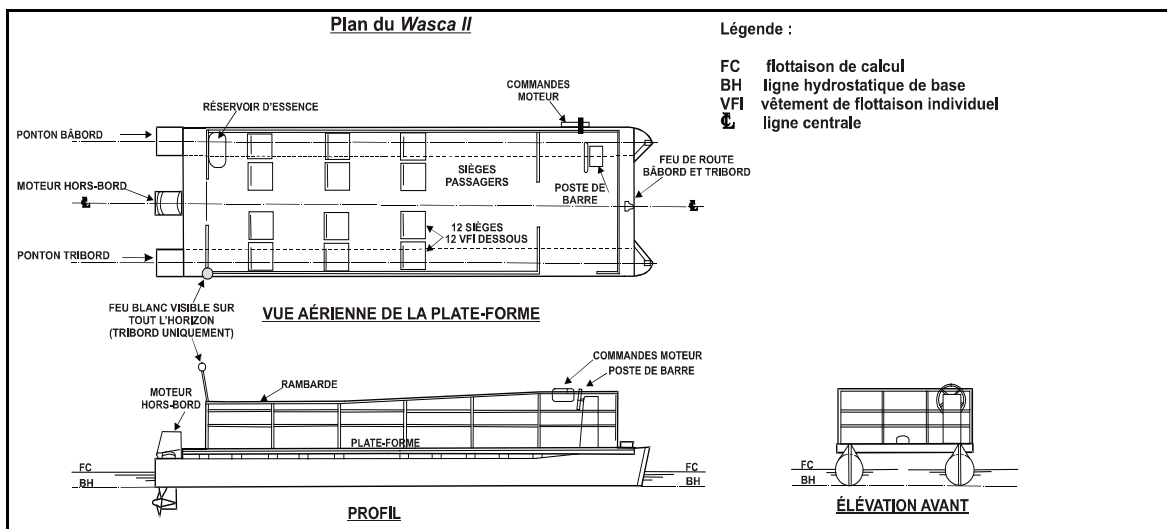 Plan du Wasca II
Légende :
FC flottaison de calcul
BH ligne hydrostatique de base
VFI vêtement de flottaison individuel
℄ ligne centrale
COMMANDES
MOTEUR
RÉSERVOIR D'ESSENCE
PONTON BÂBORD
SIÈGES
PASSAGERS
FEU DE ROUTE
BÂBORD ET TRIBORD
MOTEUR HORS-BORD
POSTE DE
BARRE
℄
℄
12 SIÈGES
12 VFI DESSOUS
PONTON TRIBORD
FEU BLANC VISIBLE SUR
TOUT L'HORIZON
(TRIBORD UNIQUEMENT)
VUE AÉRIENNE DE LA PLATE-FORME
COMMANDES MOTEUR
POSTE DE BARRE
MOTEUR
HORS-BORD
RAMBARDE
PLATE-FORME
FC
BH
FC
BH
FC
BH
FC
BH
PROFIL
ÉLÉVATION AVANT